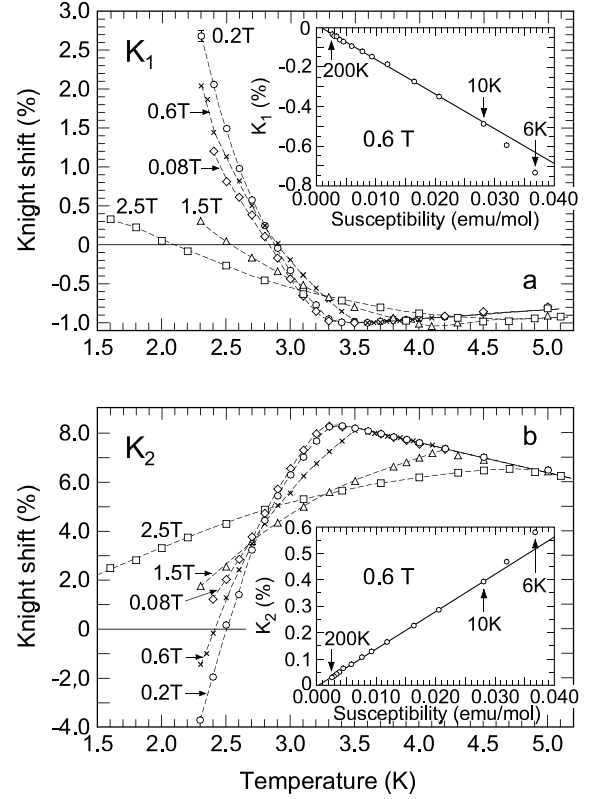 3.0
2.5
2.0
1.5
1.0
0.5
0
-0.5
-1.0
Knight shift (%)
K1
0.2T
0.6T
0.08T
2.5T
1.5T
a
1.5 2.0 2.5 3.0 3.5 4.0 4.5 5.0
0
-0.2
-0.4
-0.6
-0.8
K1 (%)
200K
10K
6K
0.6 T
0.000 0.010 0.020 0.030 0.040
Susceptibility (emu/mol)
8.0
6.0
4.0
2.0
0
-2,0
-4.0
Knight shift (%)
K2
b
2.5T
1.5T
0.08T
0.6T
0.2T
0.6
0.5
0.4
0.3
0.2
0.1
0
K2 (%)
0.6 T
200K
10K
6K
0.000 0.010 0.020 0.030 0.040
Susceptibility (emu/mol)
1.5 2.0 2.5 3.0 3.5 4.0 4.5 5.0
Temperature (K)